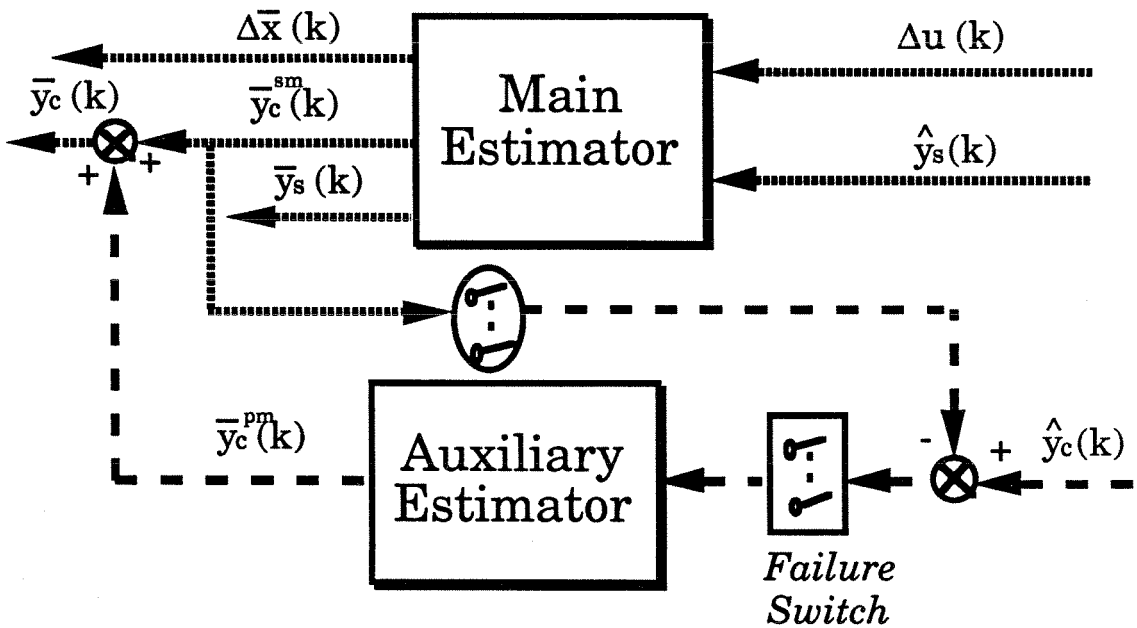 Δx̄ (k)
Δu (k)
ȳc (k)
ȳc^sm(k)
Main
Estimator
ŷs(k)
+
+
ȳs (k)
ȳc^pm(k)
Auxiliary
Estimator
-
+
ŷc(k)
Failure
Switch